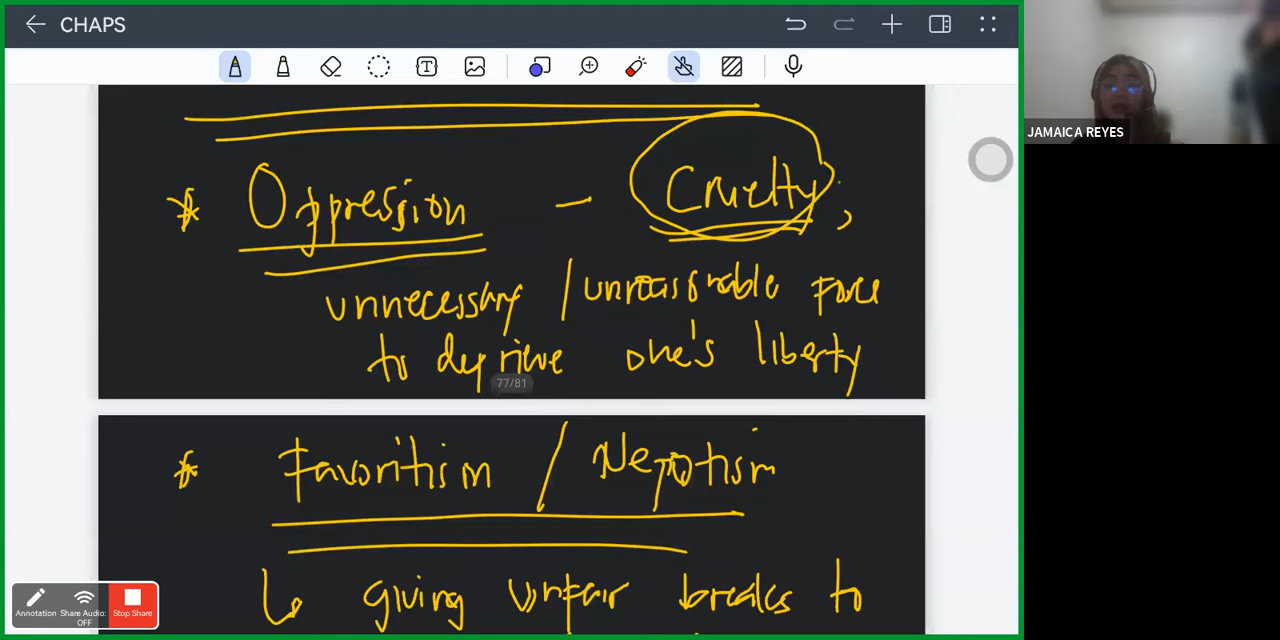 CHAPS
JAMAICA REYES
* Oppression - Cruelty,
unnecessary / unreasonable force
to deprieve one's liberty
77/81
* Favoritism / Nepotism
↳ giving unfair breaks to
Annotation Share Audio: OFF Stop Share